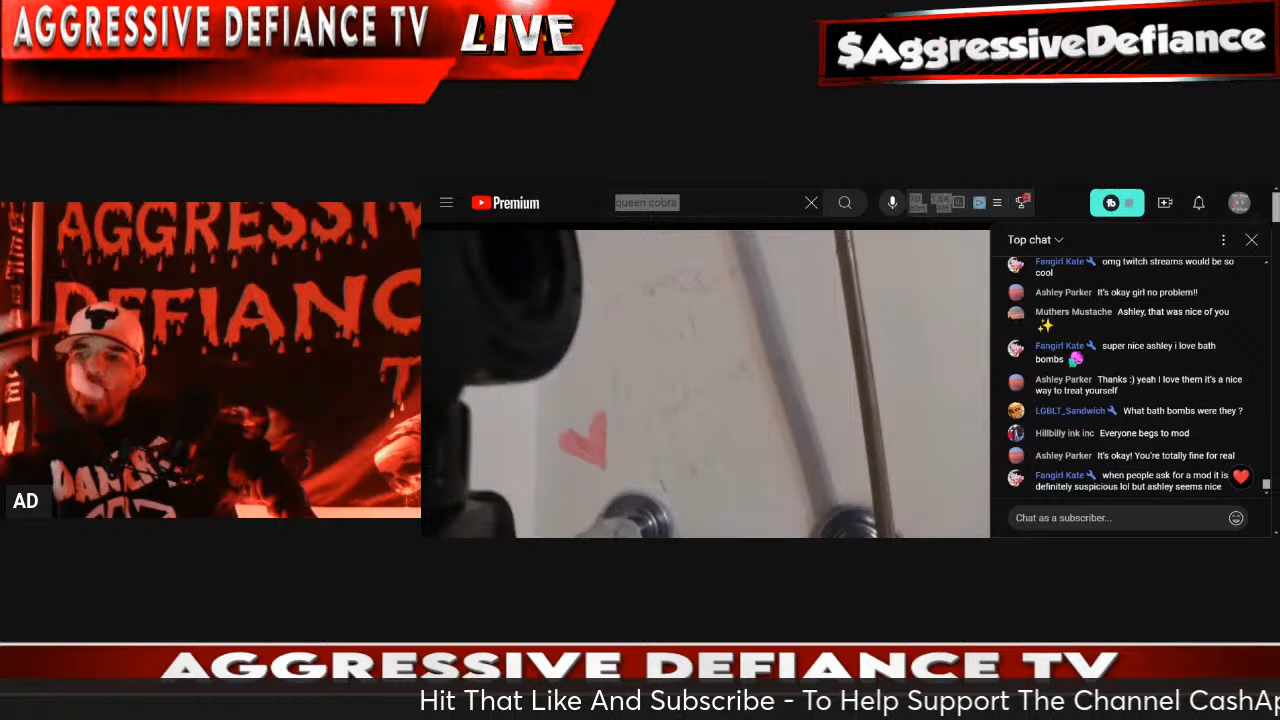 AGGRESSIVE DEFIANCE TV
LIVE
$AggressiveDefiance
Premium
queen cobra
AGGRESSIV
DEFIANC
T
AD
Top chat
Fangirl Kate omg twitch streams would be so
cool
Ashley Parker It's okay girl no problem!!
Muthers Mustache Ashley, that was nice of you
✨
Fangirl Kate super nice ashley i love bath
bombs
Ashley Parker Thanks :) yeah I love them it's a nice
way to treat yourself
LGBLT_Sandwich What bath bombs were they ?
Hillbilly ink inc Everyone begs to mod
Ashley Parker It's okay! You're totally fine for real
Fangirl Kate when people ask for a mod it is
definitely suspicious lol but ashley seems nice
Chat as a subscriber...
AGGRESSIVE DEFIANCE TV
Hit That Like And Subscribe - To Help Support The Channel CashAp